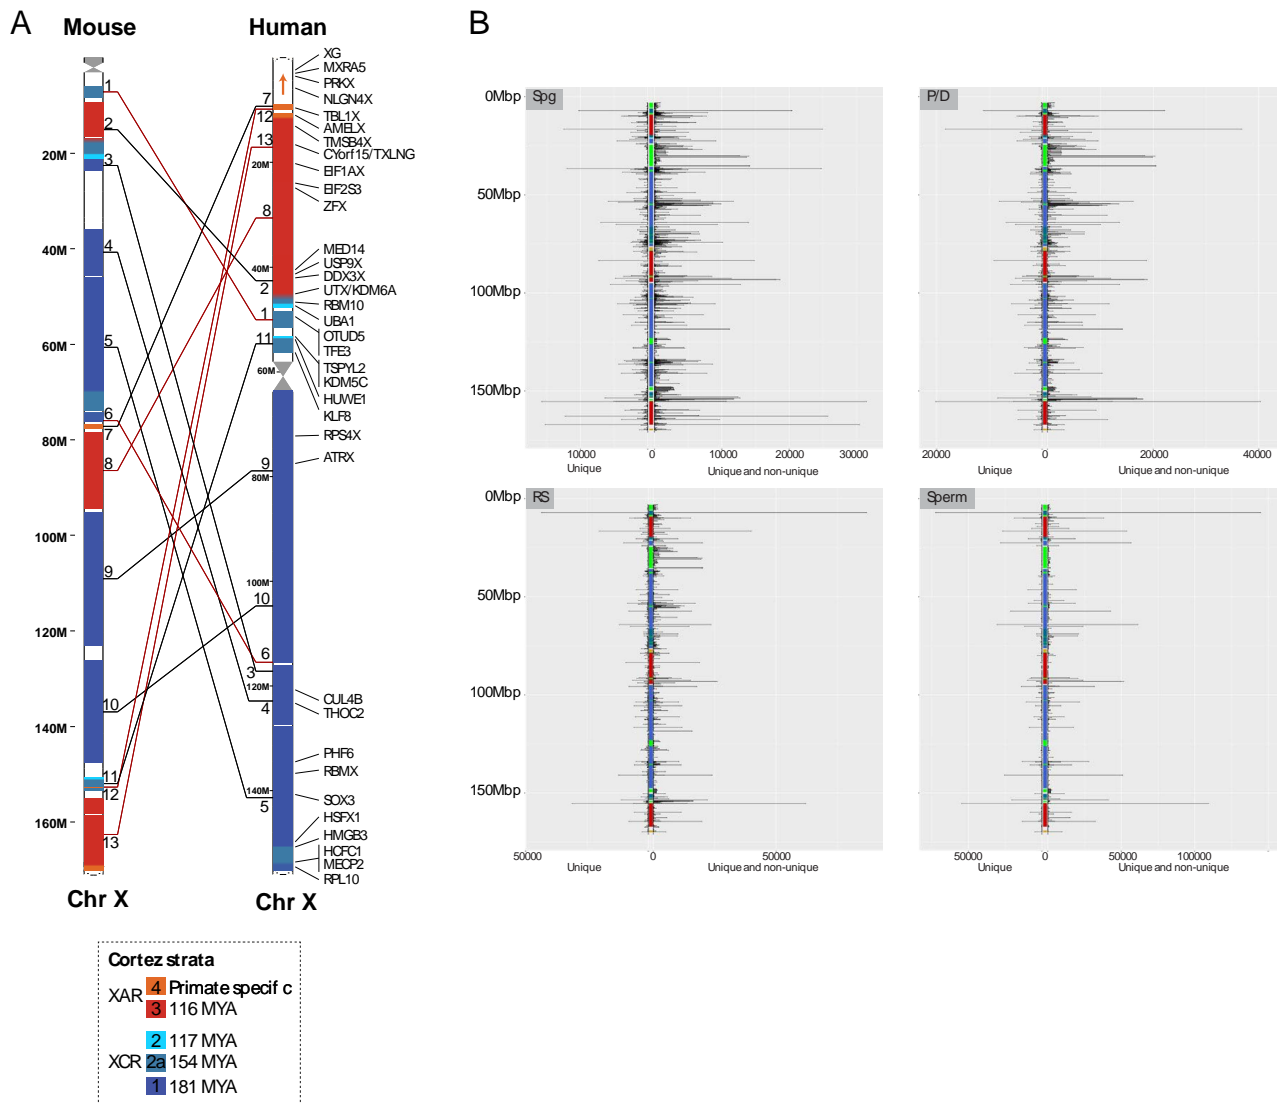 A
Mouse
Human
B
1
2
3
4
5
6
7
8
9
10
11
12
13
20M
40M
60M
80M
100M
120M
140M
160M
Chr X
7
12
13
20M
8
40M
2
1
11
60M
9
80M
100M
10
6
3
120M
4
140M
5
Chr X
XG
MXRA5
PRKX
NLGN4X
TBL1X
AMELX
TMSB4X
CYorf15/TXLNG
EIF1AX
EIF2S3
ZFX
MED14
USP9X
DDX3X
UTX/KDM6A
RBM10
UBA1
OTUD5
TFE3
TSPYL2
KDM5C
HUWE1
KLF8
RPS4X
ATRX
CUL4B
THOC2
PHF6
RBMX
SOX3
HSFX1
HMGB3
HCFC1
MECP2
RPL10
Cortez strata
XAR
4 Primate specif c
3 116 MYA
XCR
2 117 MYA
2a 154 MYA
1 181 MYA
Spg
0Mbp
50Mbp
100Mbp
150Mbp
10000 0 10000 20000 30000
Unique Unique and non-unique
P/D
20000 0 20000 40000
Unique Unique and non-unique
RS
0Mbp
50Mbp
100Mbp
150Mbp
50000 0 50000
Unique Unique and non-unique
Sperm
50000 0 50000 100000
Unique Unique and non-unique